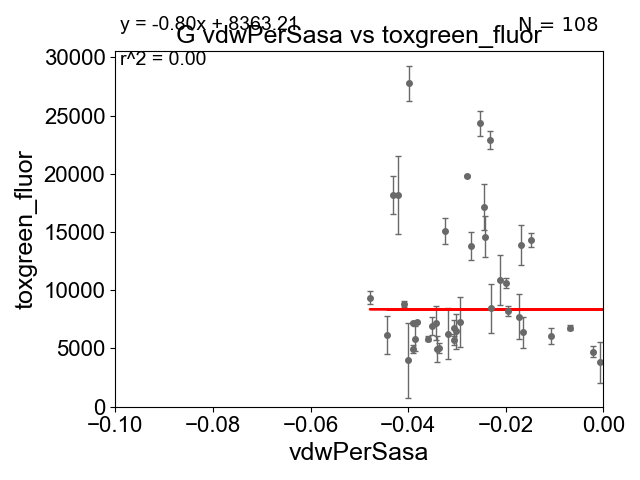 y = -0.80x + 8363.21
N = 108
G vdwPerSasa vs toxgreen_fluor
r^2 = 0.00
30000
25000
20000
15000
10000
5000
0
toxgreen_fluor
−0.10 −0.08 −0.06 −0.04 −0.02 0.00
vdwPerSasa